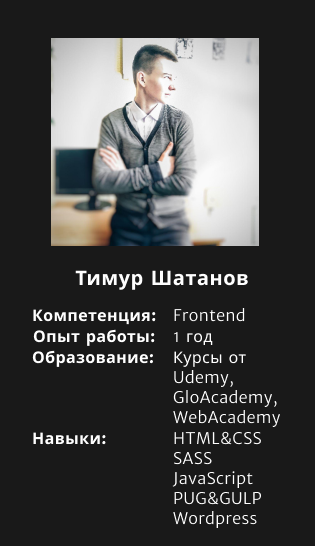 Тимур Шатанов
Компетенция: Frontend
Опыт работы: 1 год
Образование: Курсы от
Udemy,
GloAcademy,
WebAcademy
Навыки: HTML&CSS
SASS
JavaScript
PUG&GULP
Wordpress